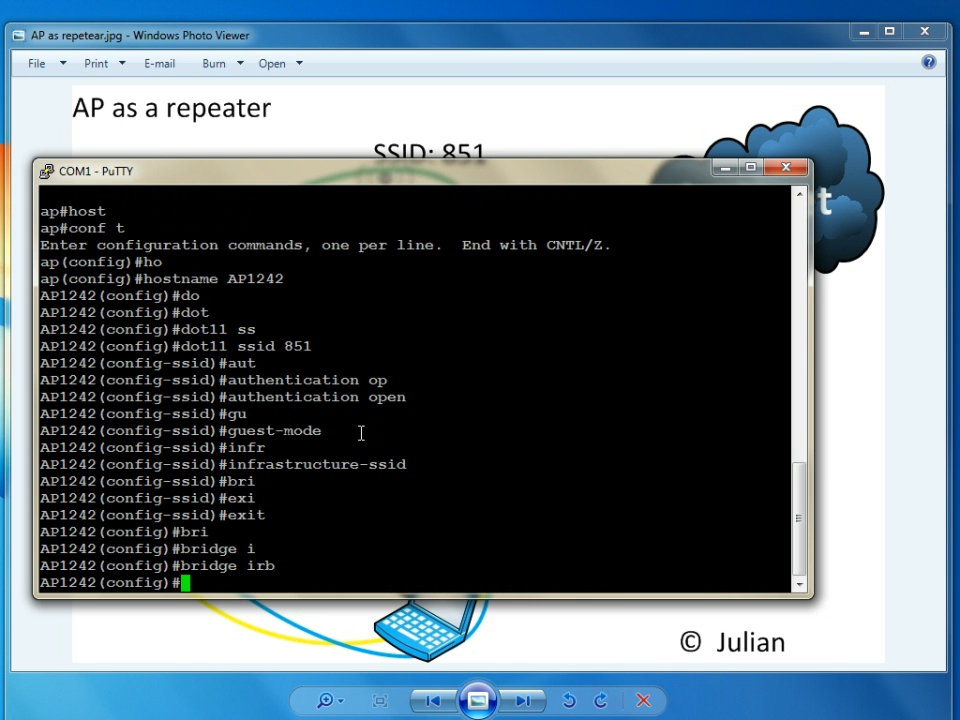 AP as repetear.jpg - Windows Photo Viewer
File Print E-mail Burn Open
AP as a repeater
SSID: 851
COM1 - PuTTY
ap#host
ap#conf t
Enter configuration commands, one per line.  End with CNTL/Z.
ap(config)#ho
ap(config)#hostname AP1242
AP1242(config)#do
AP1242(config)#dot
AP1242(config)#dot11 ss
AP1242(config)#dot11 ssid 851
AP1242(config-ssid)#aut
AP1242(config-ssid)#authentication op
AP1242(config-ssid)#authentication open
AP1242(config-ssid)#gu
AP1242(config-ssid)#guest-mode
AP1242(config-ssid)#infr
AP1242(config-ssid)#infrastructure-ssid
AP1242(config-ssid)#bri
AP1242(config-ssid)#exi
AP1242(config-ssid)#exit
AP1242(config)#bri
AP1242(config)#bridge i
AP1242(config)#bridge irb
AP1242(config)#
© Julian